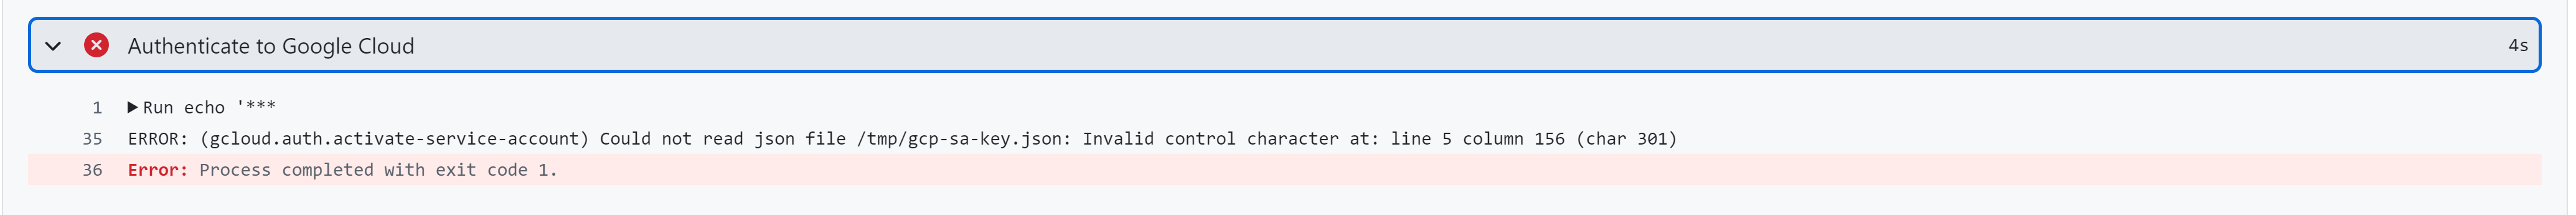 Authenticate to Google Cloud 4s
1 Run echo '***
35 ERROR: (gcloud.auth.activate-service-account) Could not read json file /tmp/gcp-sa-key.json: Invalid control character at: line 5 column 156 (char 301)
36 Error: Process completed with exit code 1.